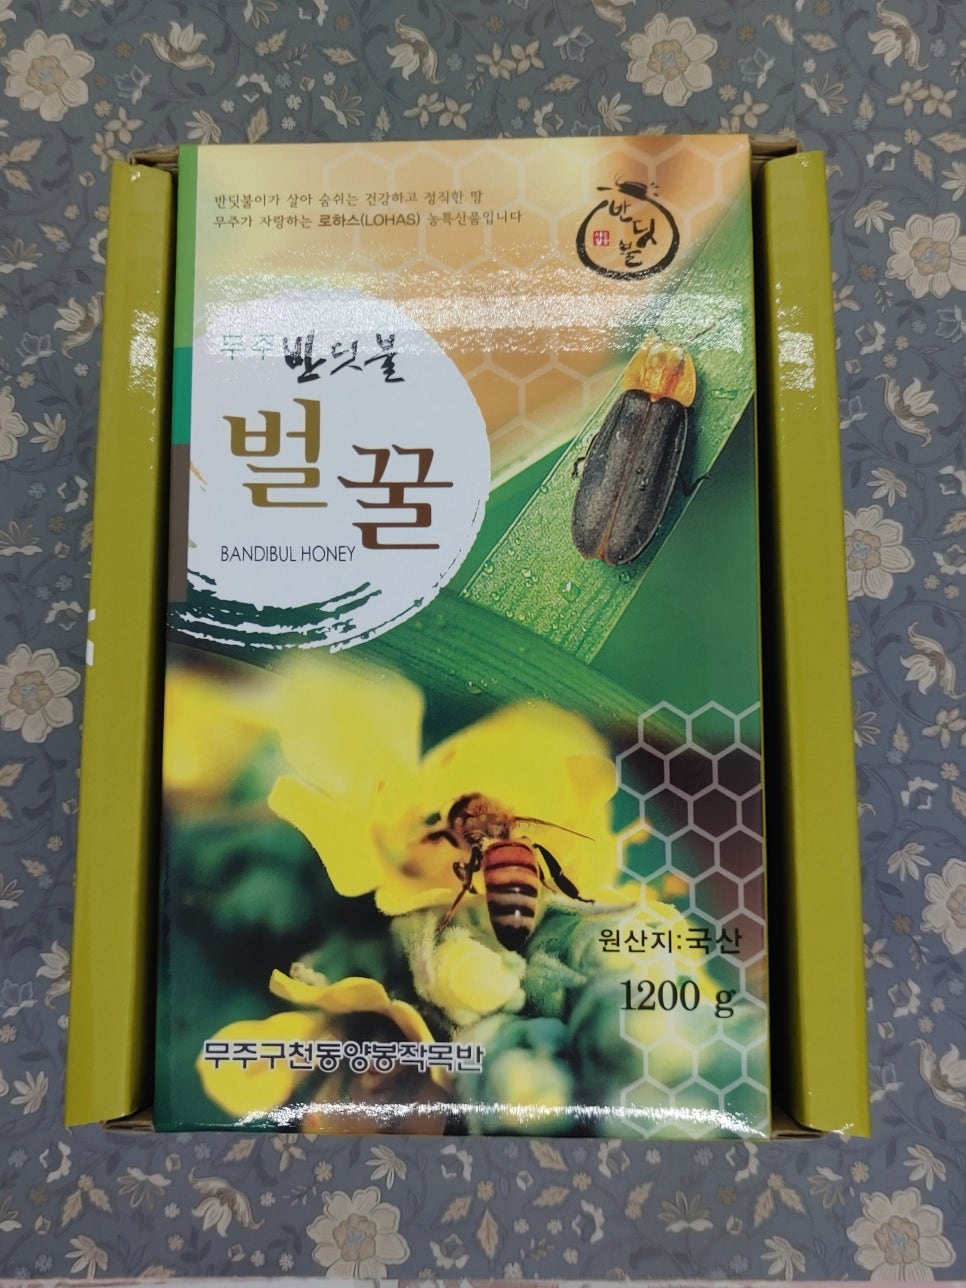 반딧불이가 살아 숨쉬는 건강하고 정직한 땅
무주가 자랑하는 로하스(LOHAS) 농특산물입니다
반딧불
무주 반딧불
벌꿀
BANDIBUL HONEY
원산지:국산
1200 g
무주구천동양봉작목반